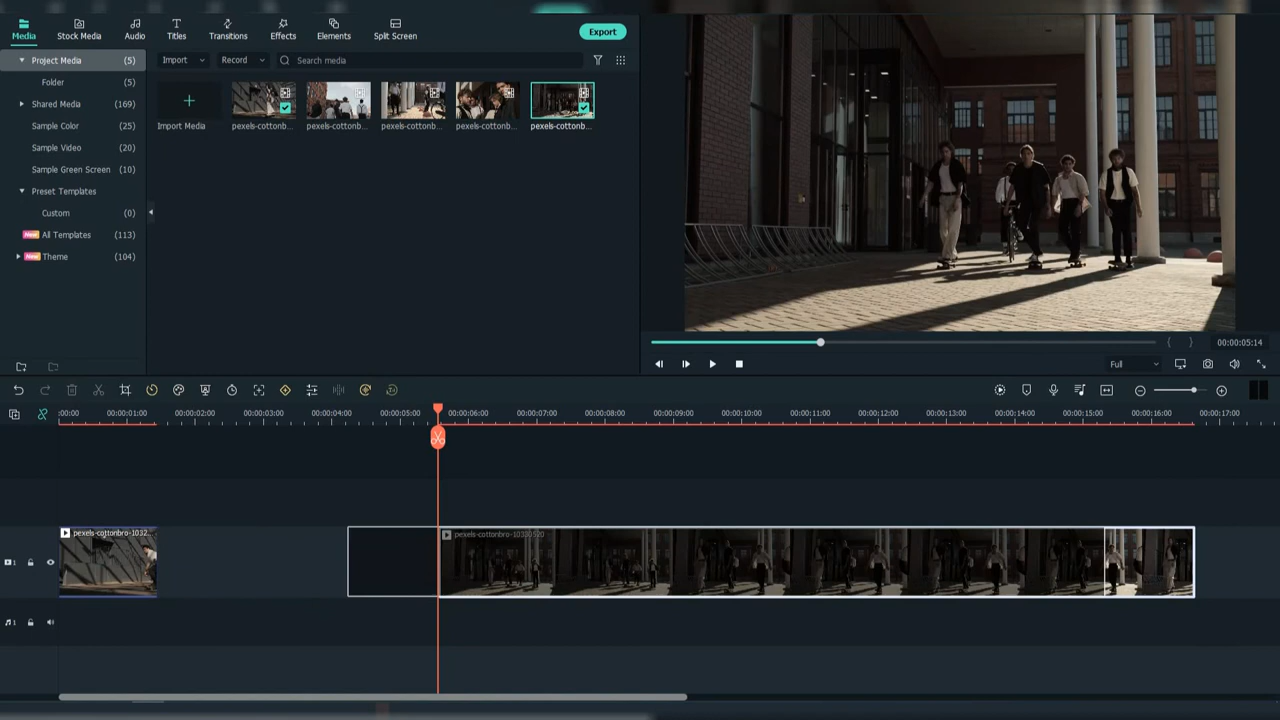 Media
Stock Media
Audio
Titles
Transitions
Effects
Elements
Split Screen
Export
Project Media (5)
Folder (5)
Shared Media (169)
Sample Color (25)
Sample Video (20)
Sample Green Screen (10)
Preset Templates
Custom (0)
New All Templates (113)
New Theme (104)
Import
Record
Search media
Import Media
pexels-cottonb...
pexels-cottonb...
pexels-cottonb...
pexels-cottonb...
pexels-cottonb...
00:00:05:14
Full
:00:00
00:00:01:00
00:00:02:00
00:00:03:00
00:00:04:00
00:00:05:00
00:00:06:00
00:00:07:00
00:00:08:00
00:00:09:00
00:00:10:00
00:00:11:00
00:00:12:00
00:00:13:00
00:00:14:00
00:00:15:00
00:00:16:00
00:00:17:00
pexels-cottonbro-1032...
1
1